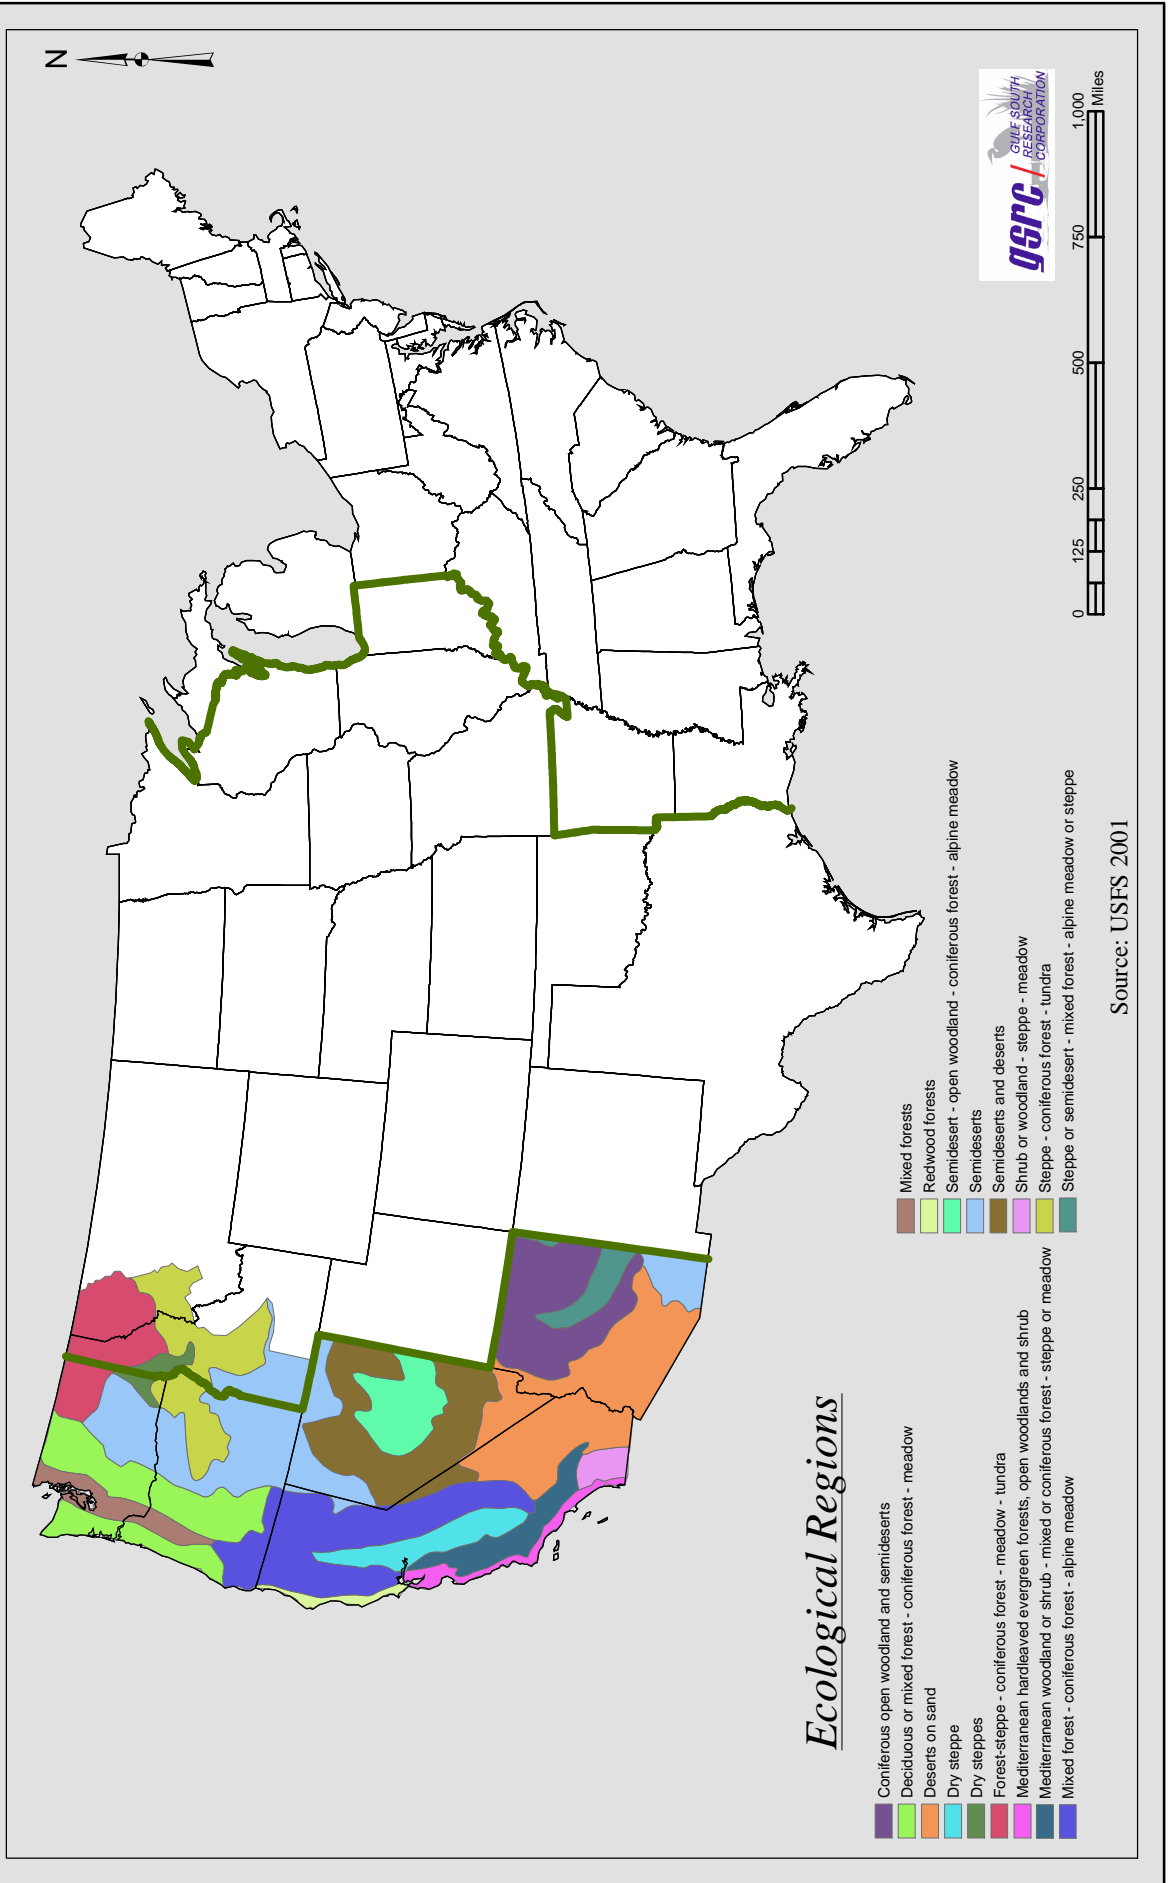 N
Ecological Regions
Coniferous open woodland and semideserts
Deciduous or mixed forest - coniferous forest - meadow
Deserts on sand
Dry steppe
Dry steppes
Forest-steppe - coniferous forest - meadow - tundra
Mediterranean hardleaved evergreen forests, open woodlands and shrub
Mediterranean woodland or shrub - mixed or coniferous forest - steppe or meadow
Mixed forest - coniferous forest - alpine meadow
Mixed forests
Redwood forests
Semidesert - open woodland - coniferous forest - alpine meadow
Semideserts
Semideserts and deserts
Shrub or woodland - steppe - meadow
Steppe - coniferous forest - tundra
Steppe or semidesert - mixed forest - alpine meadow or steppe
0 125 250 500 750 1,000
Miles
gsrc / GULF SOUTH
RESEARCH
CORPORATION
Source: USFS 2001